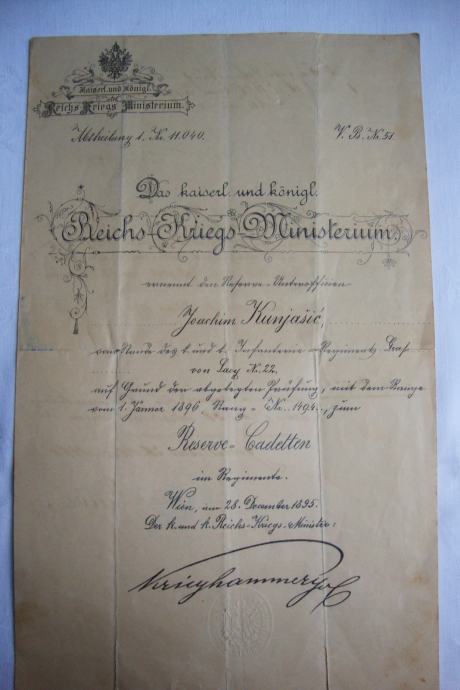 Kaiserl. und Königl.
Reichs Kriegs Ministerium.
Abtheilung 1. Nr. 11.040.
V. B. Nr. 51.
Das kaiserl. und königl.
Reichs-Kriegs-Ministerium.
ernennt den Reserve-Unterofficier
Joachim Kunjašić,
vom Stande des k. und k. Infanterie-Regiments Graf
von Lacy Nr. 22.
auf Grund der abgelegten Prüfung, mit dem Range
vom 1. Jänner 1896 Rang-Nr. 1494., zum
Reserve-Cadetten
im Regimente.
Wien, am 28. December 1895.
Der k. und k. Reichs-Kriegs-Minister:
Krieghammer